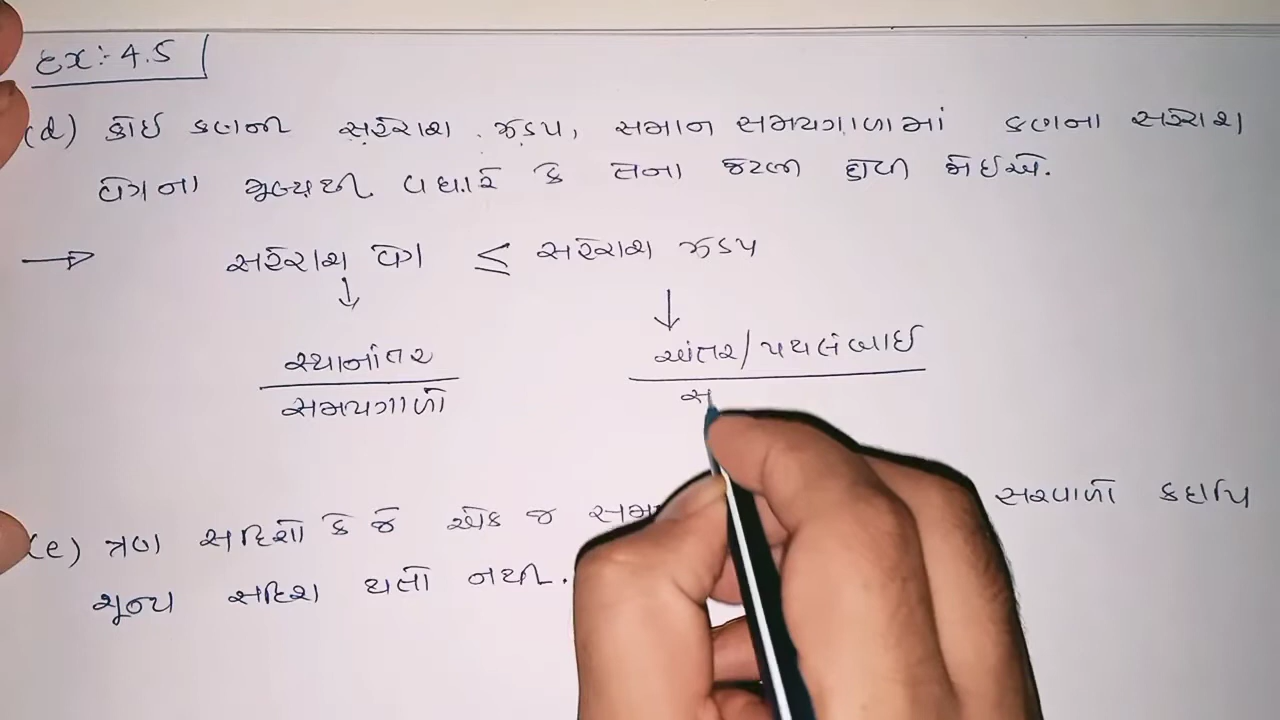 Ex:- 4.5
(d) કોઈ કણની સરેરાશ ઝડપ, સમાન સમયગાળામાં કણના સરેરાશ
વેગના મૂલ્યથી વધારે કે તેના જેટલી હોવી જોઈએ.
→ સરેરાશ વેગ ≤ સરેરાશ ઝડપ
↓ ↓
સ્થાનાંતર અંતર/પથલંબાઈ
સમયગાળો સ
(e) ત્રણ સદિશો કે જે એક જ સમ સરવાળો કદાપિ
શૂન્ય સદિશ થતો નથી.